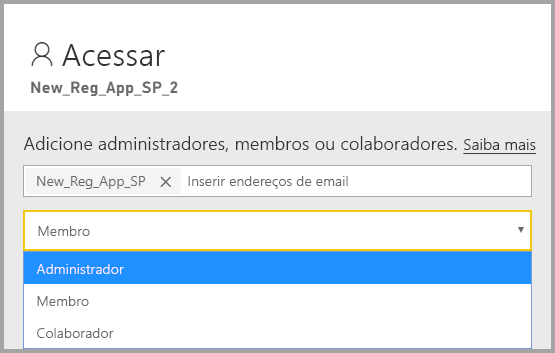 Acessar
New_Reg_App_SP_2
Adicione administradores, membros ou colaboradores. Saiba mais
New_Reg_App_SP Inserir endereços de email
Membro
Administrador
Membro
Colaborador